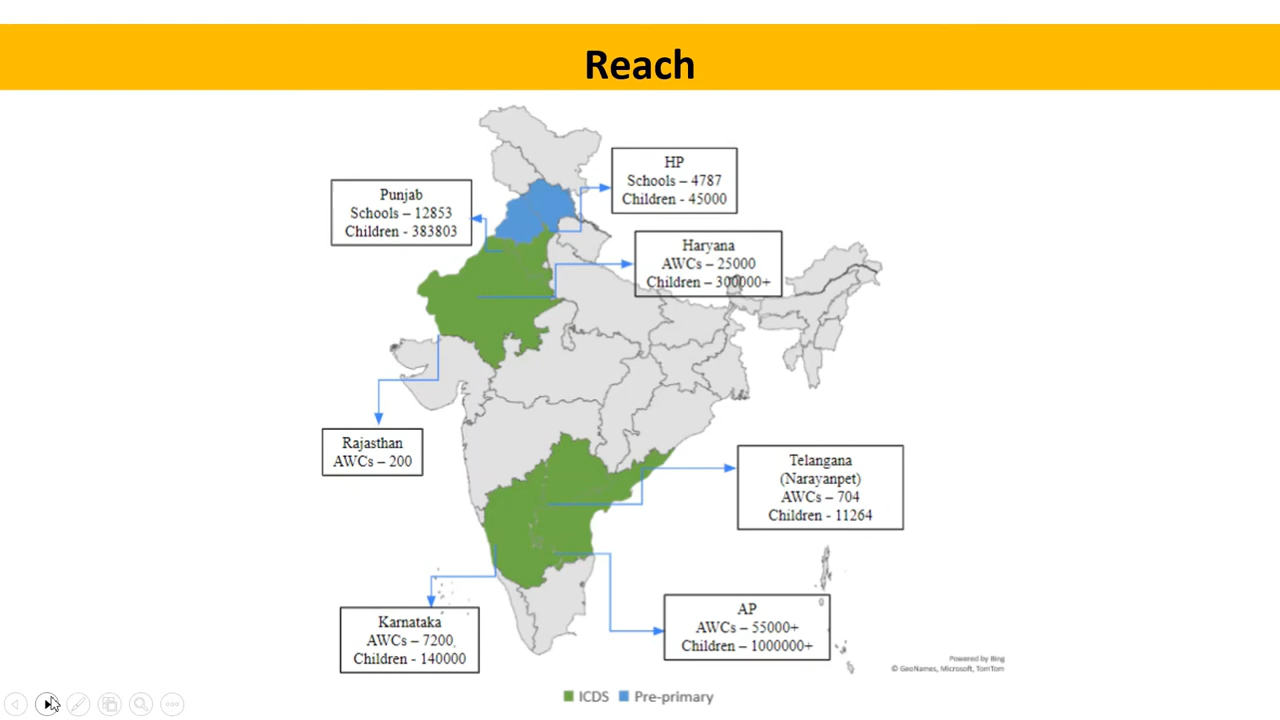 Reach
HP
Schools – 4787
Children - 45000
Punjab
Schools – 12853
Children - 383803
Haryana
AWCs – 25000
Children – 300000+
Rajasthan
AWCs – 200
Telangana
(Narayanpet)
AWCs – 704
Children - 11264
Karnataka
AWCs – 7200
Children - 140000
AP
AWCs – 55000+
Children – 1000000+
Powered by Bing
© GeoNames, Microsoft, TomTom
ICDS Pre-primary